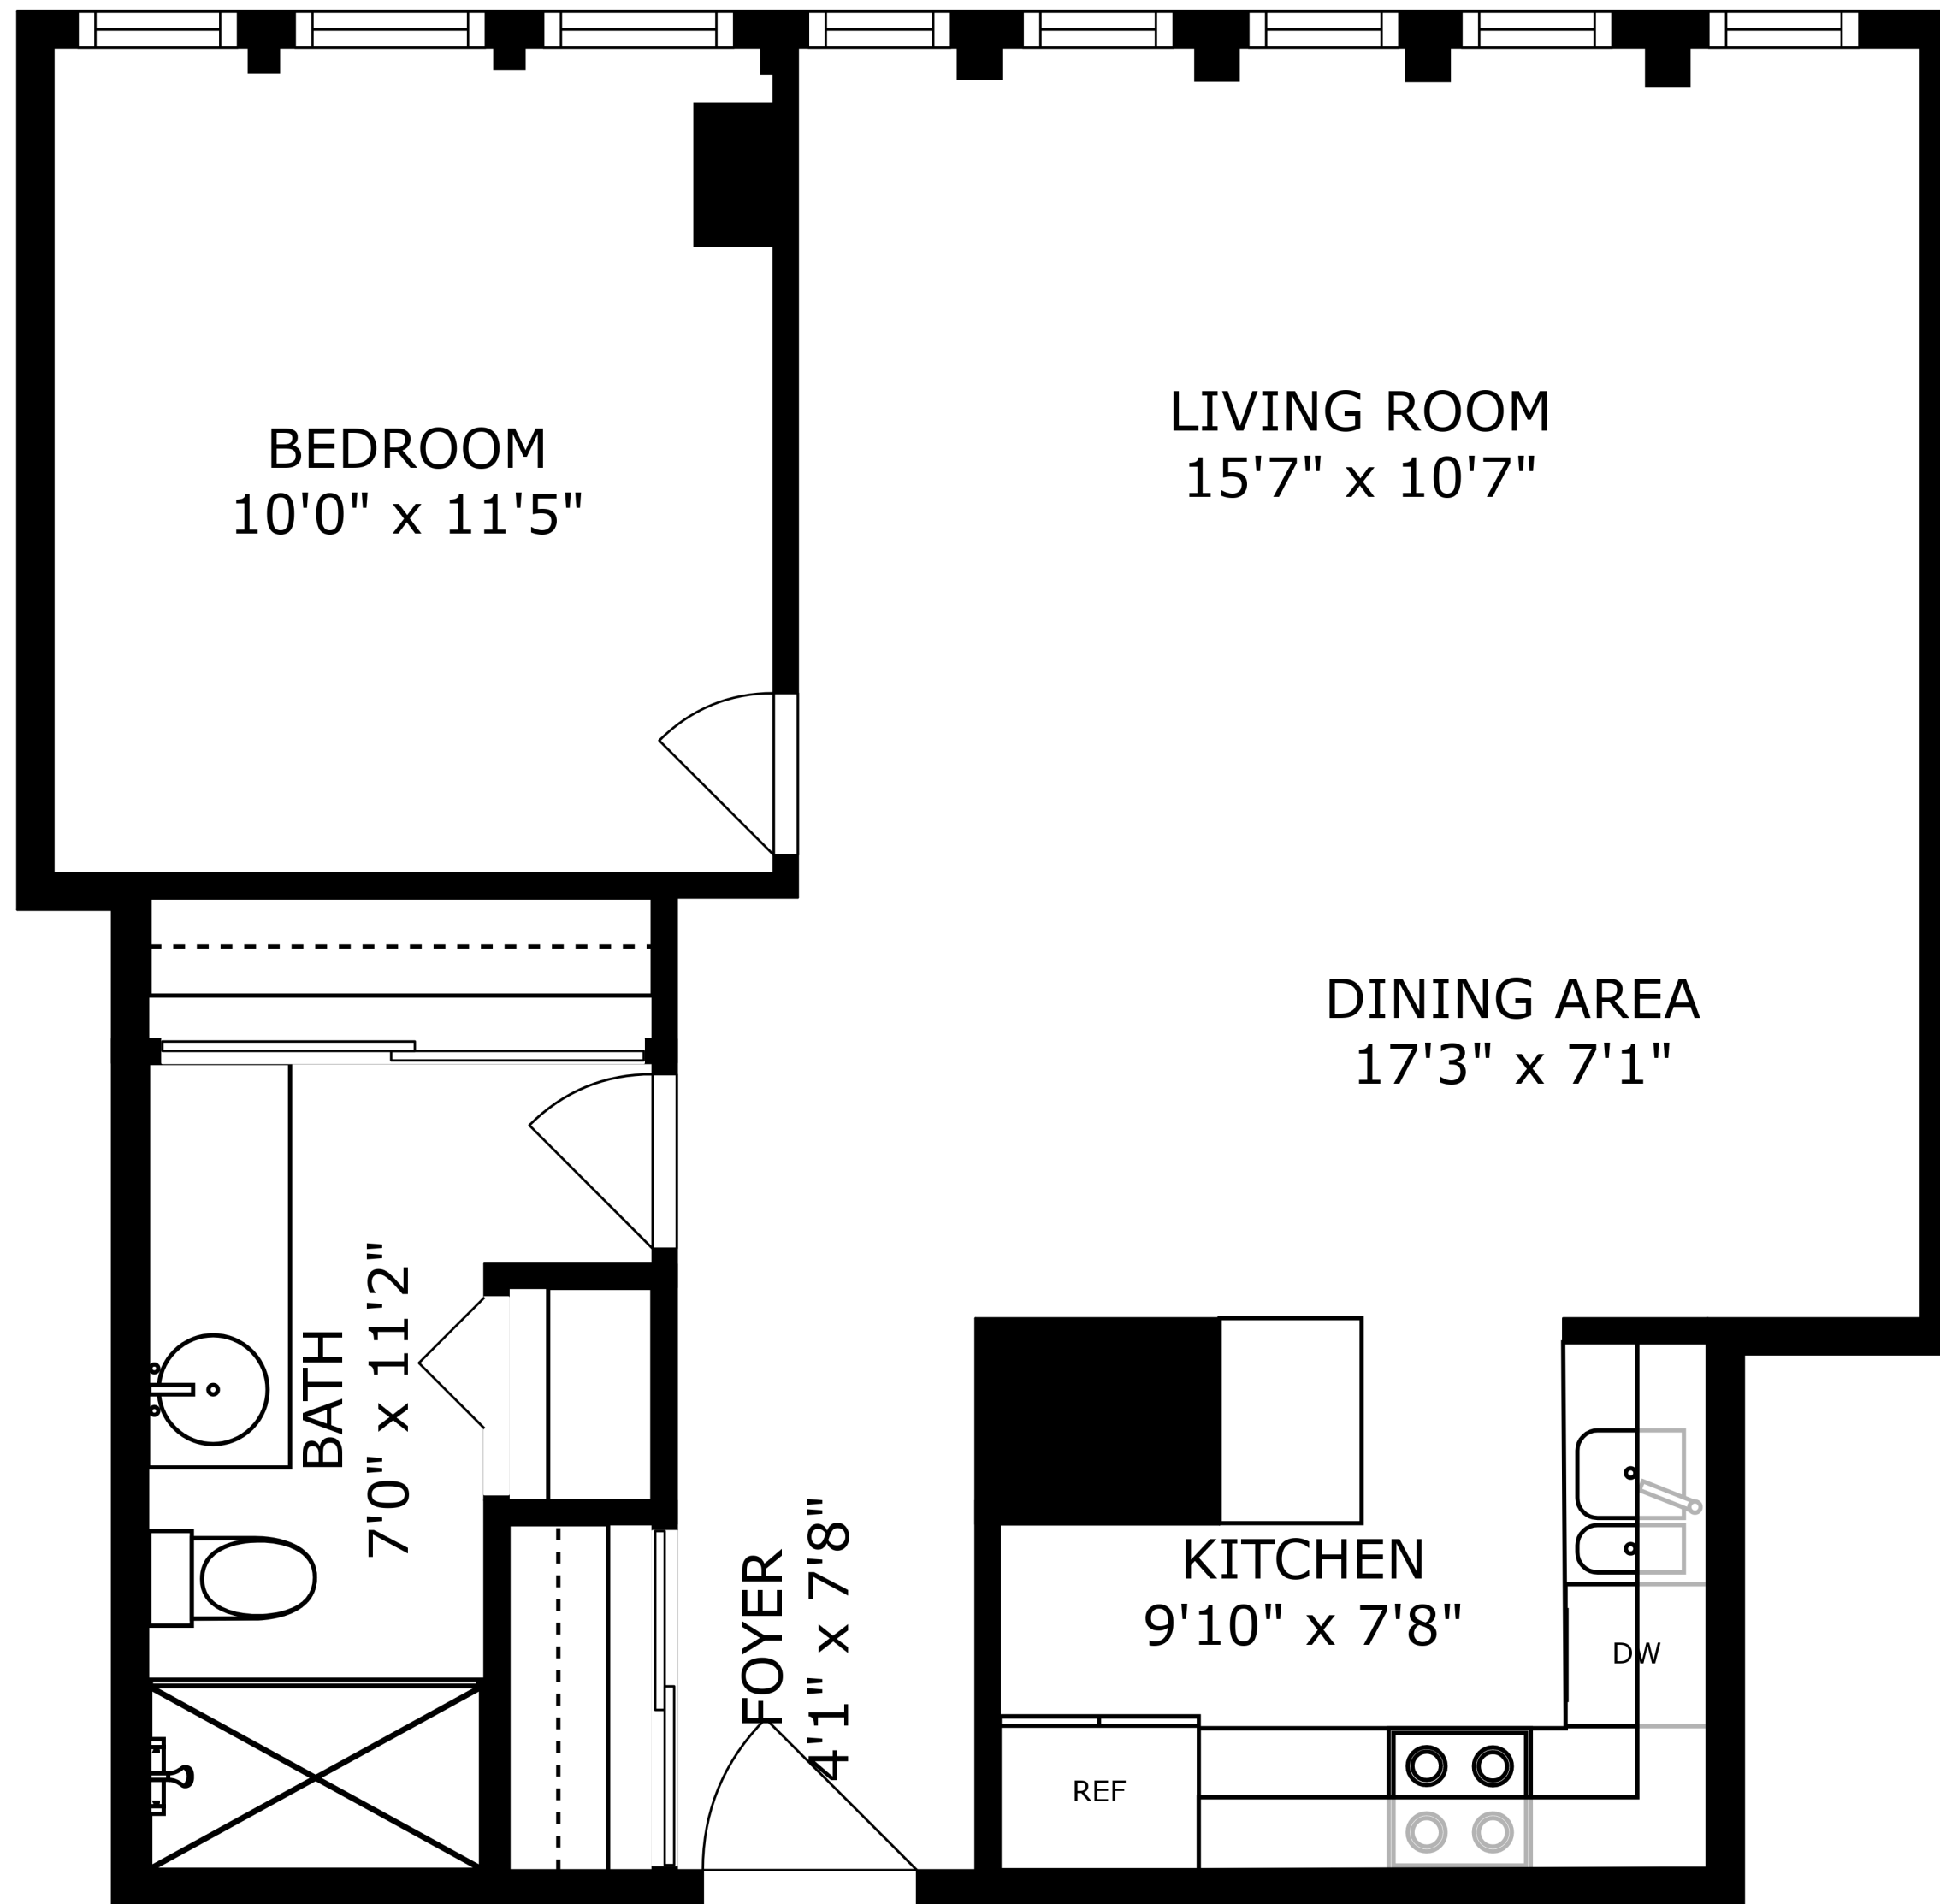 LIVING ROOM
15'7" x 10'7"
BEDROOM
10'0" x 11'5"
DINING AREA
17'3" x 7'1"
BATH
7'0" x 11'2"
FOYER
4'1" x 7'8"
KITCHEN
9'10" x 7'8"
DW
REF